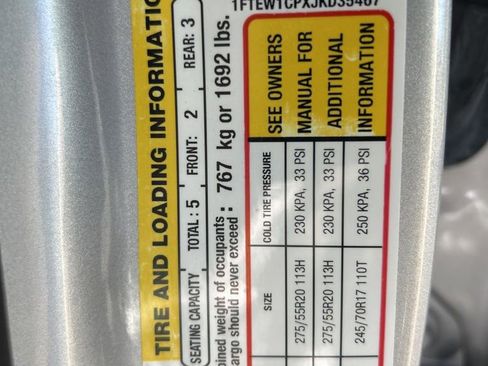 1FTEW1CPXJKD35467
TIRE AND LOADING INFORMATION
SEATING CAPACITY TOTAL : 5 FRONT: 2 REAR: 3
bined weight of occupants
argo should never exceed : 767 kg or 1692 lbs.
SIZE COLD TIRE PRESSURE SEE OWNERS
275/55R20 113H 230 KPA, 33 PSI MANUAL FOR
275/55R20 113H 230 KPA, 33 PSI ADDITIONAL
245/70R17 110T 250 KPA, 36 PSI INFORMATION